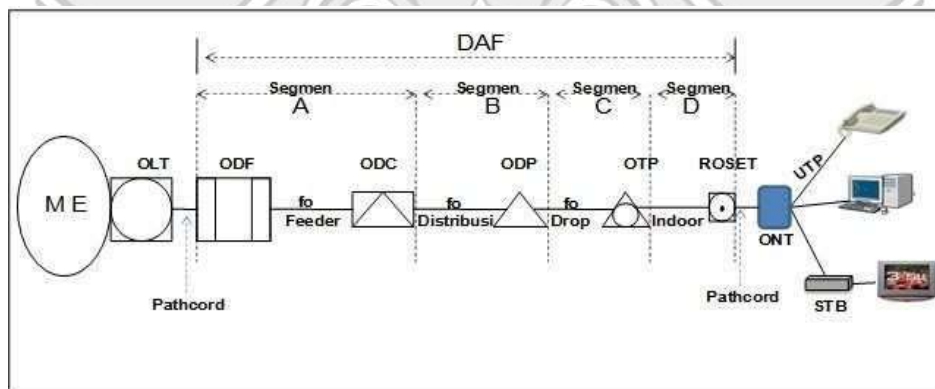 DAF
Segmen Segmen Segmen Segmen
A B C D
OLT ODF ODC ODP OTP ROSET
UTP
ME
fo fo fo
Feeder Distribusi Drop Indoor
ONT
Pathcord Pathcord STB